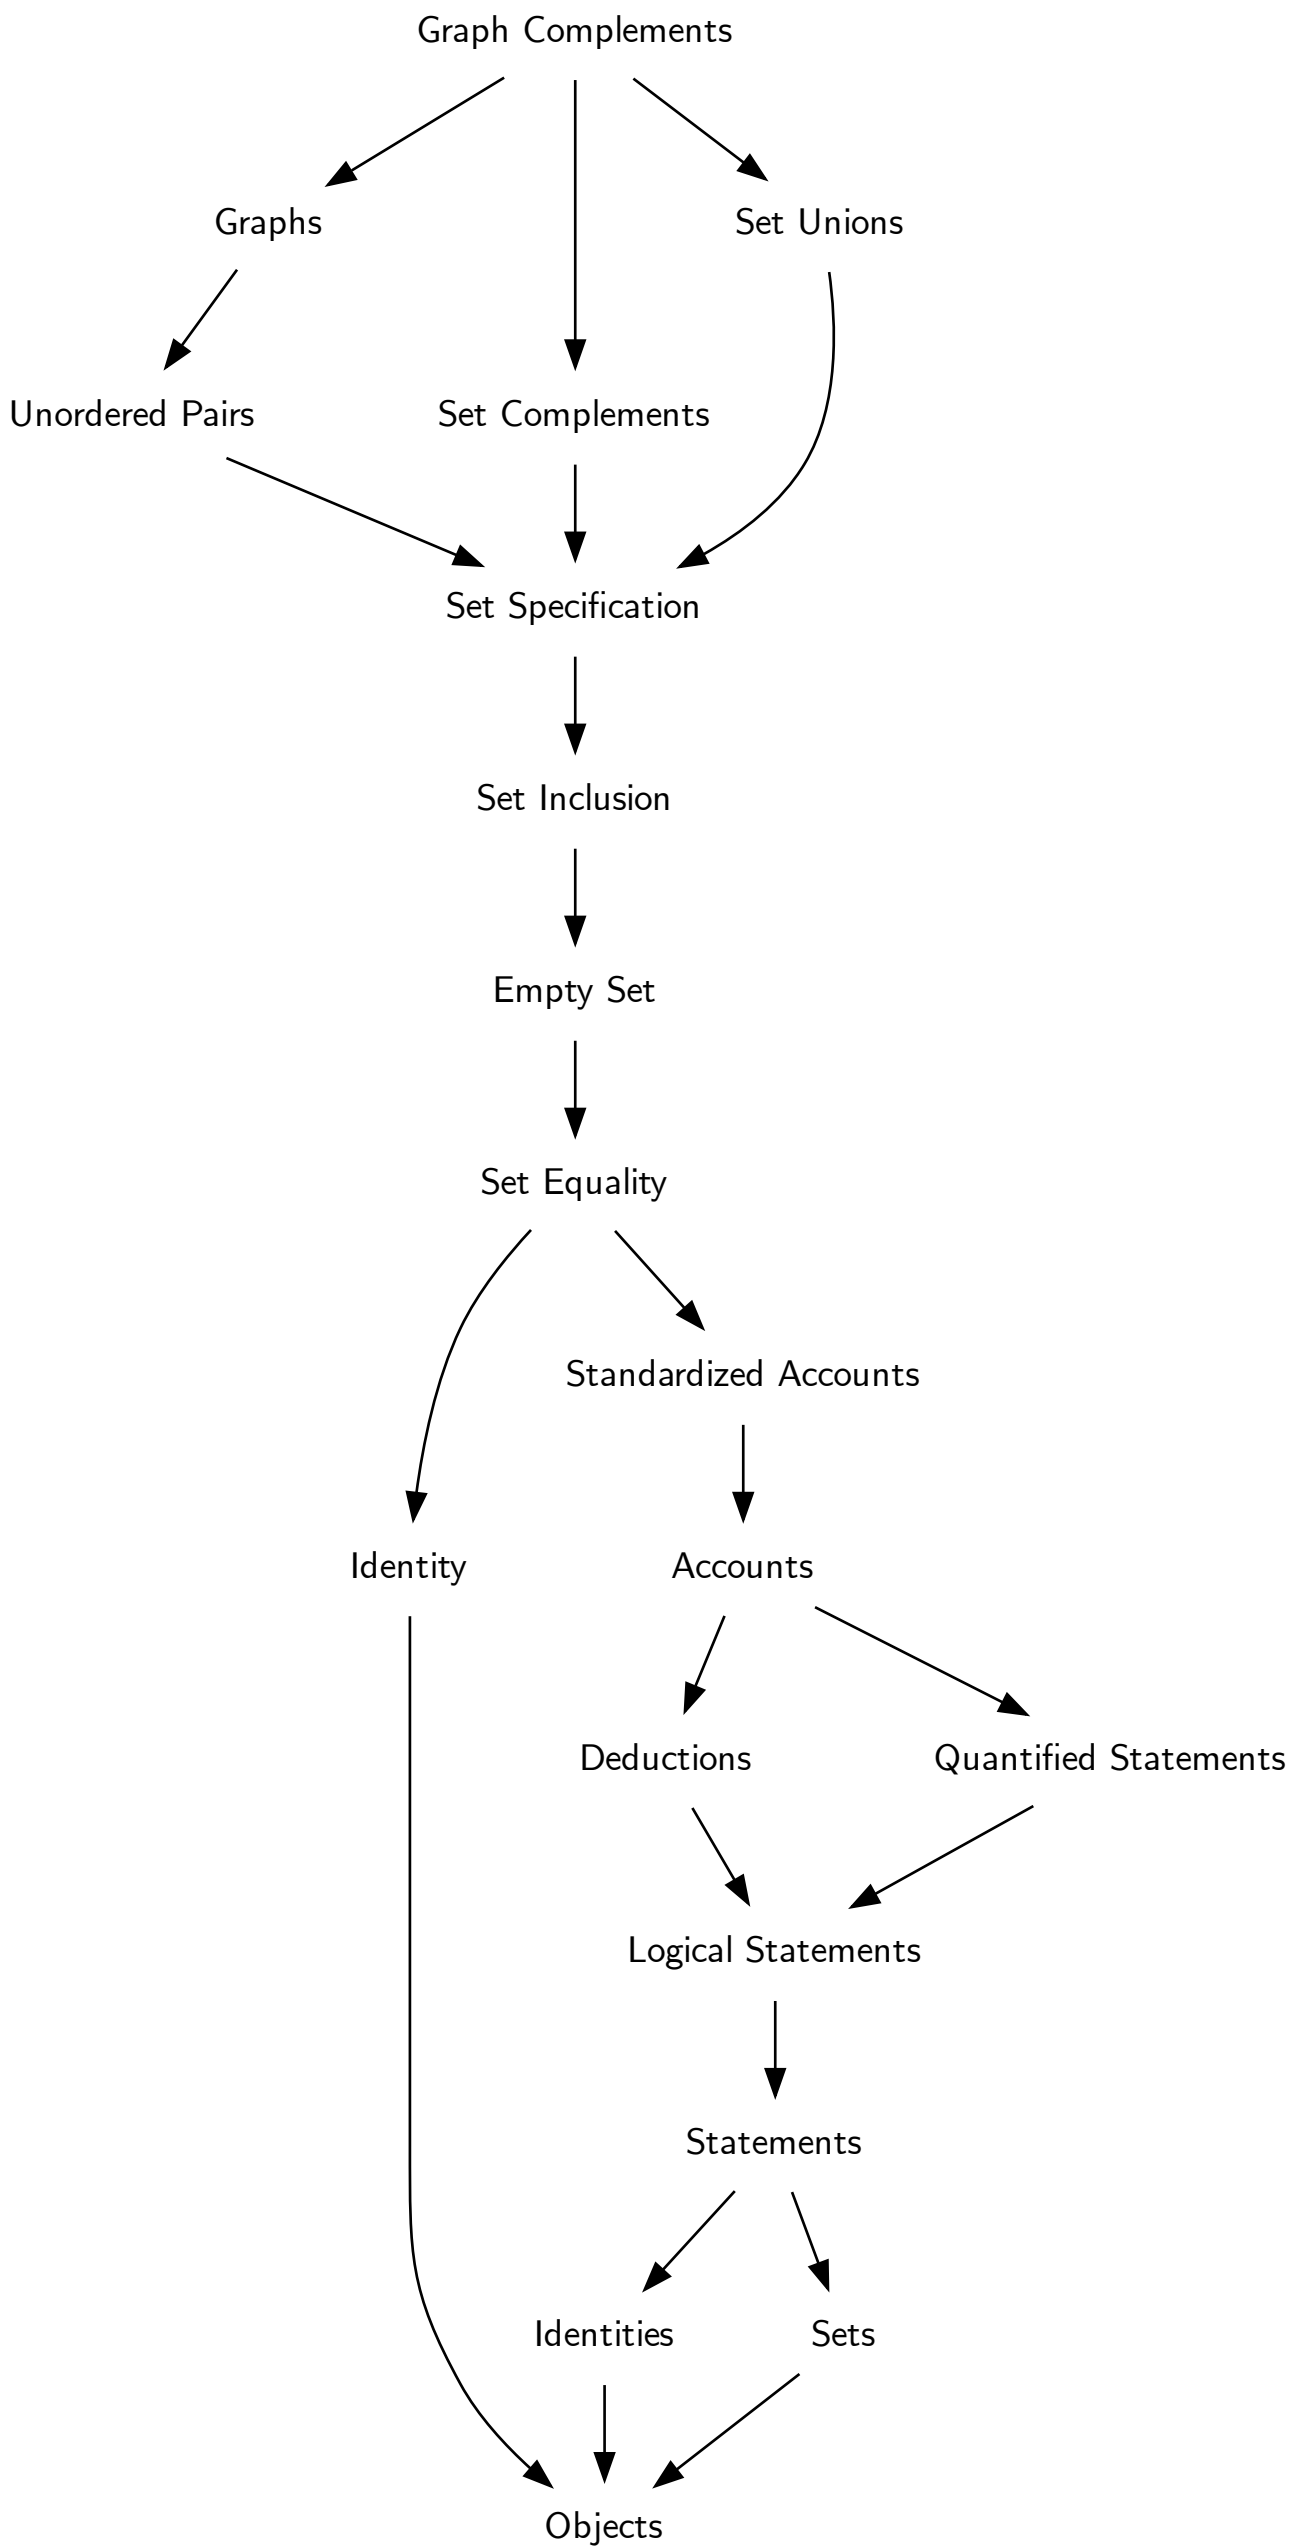 Graph Complements
Graphs
Set Unions
Unordered Pairs
Set Complements
Set Specification
Set Inclusion
Empty Set
Set Equality
Standardized Accounts
Identity
Accounts
Deductions
Quantified Statements
Logical Statements
Statements
Identities
Sets
Objects